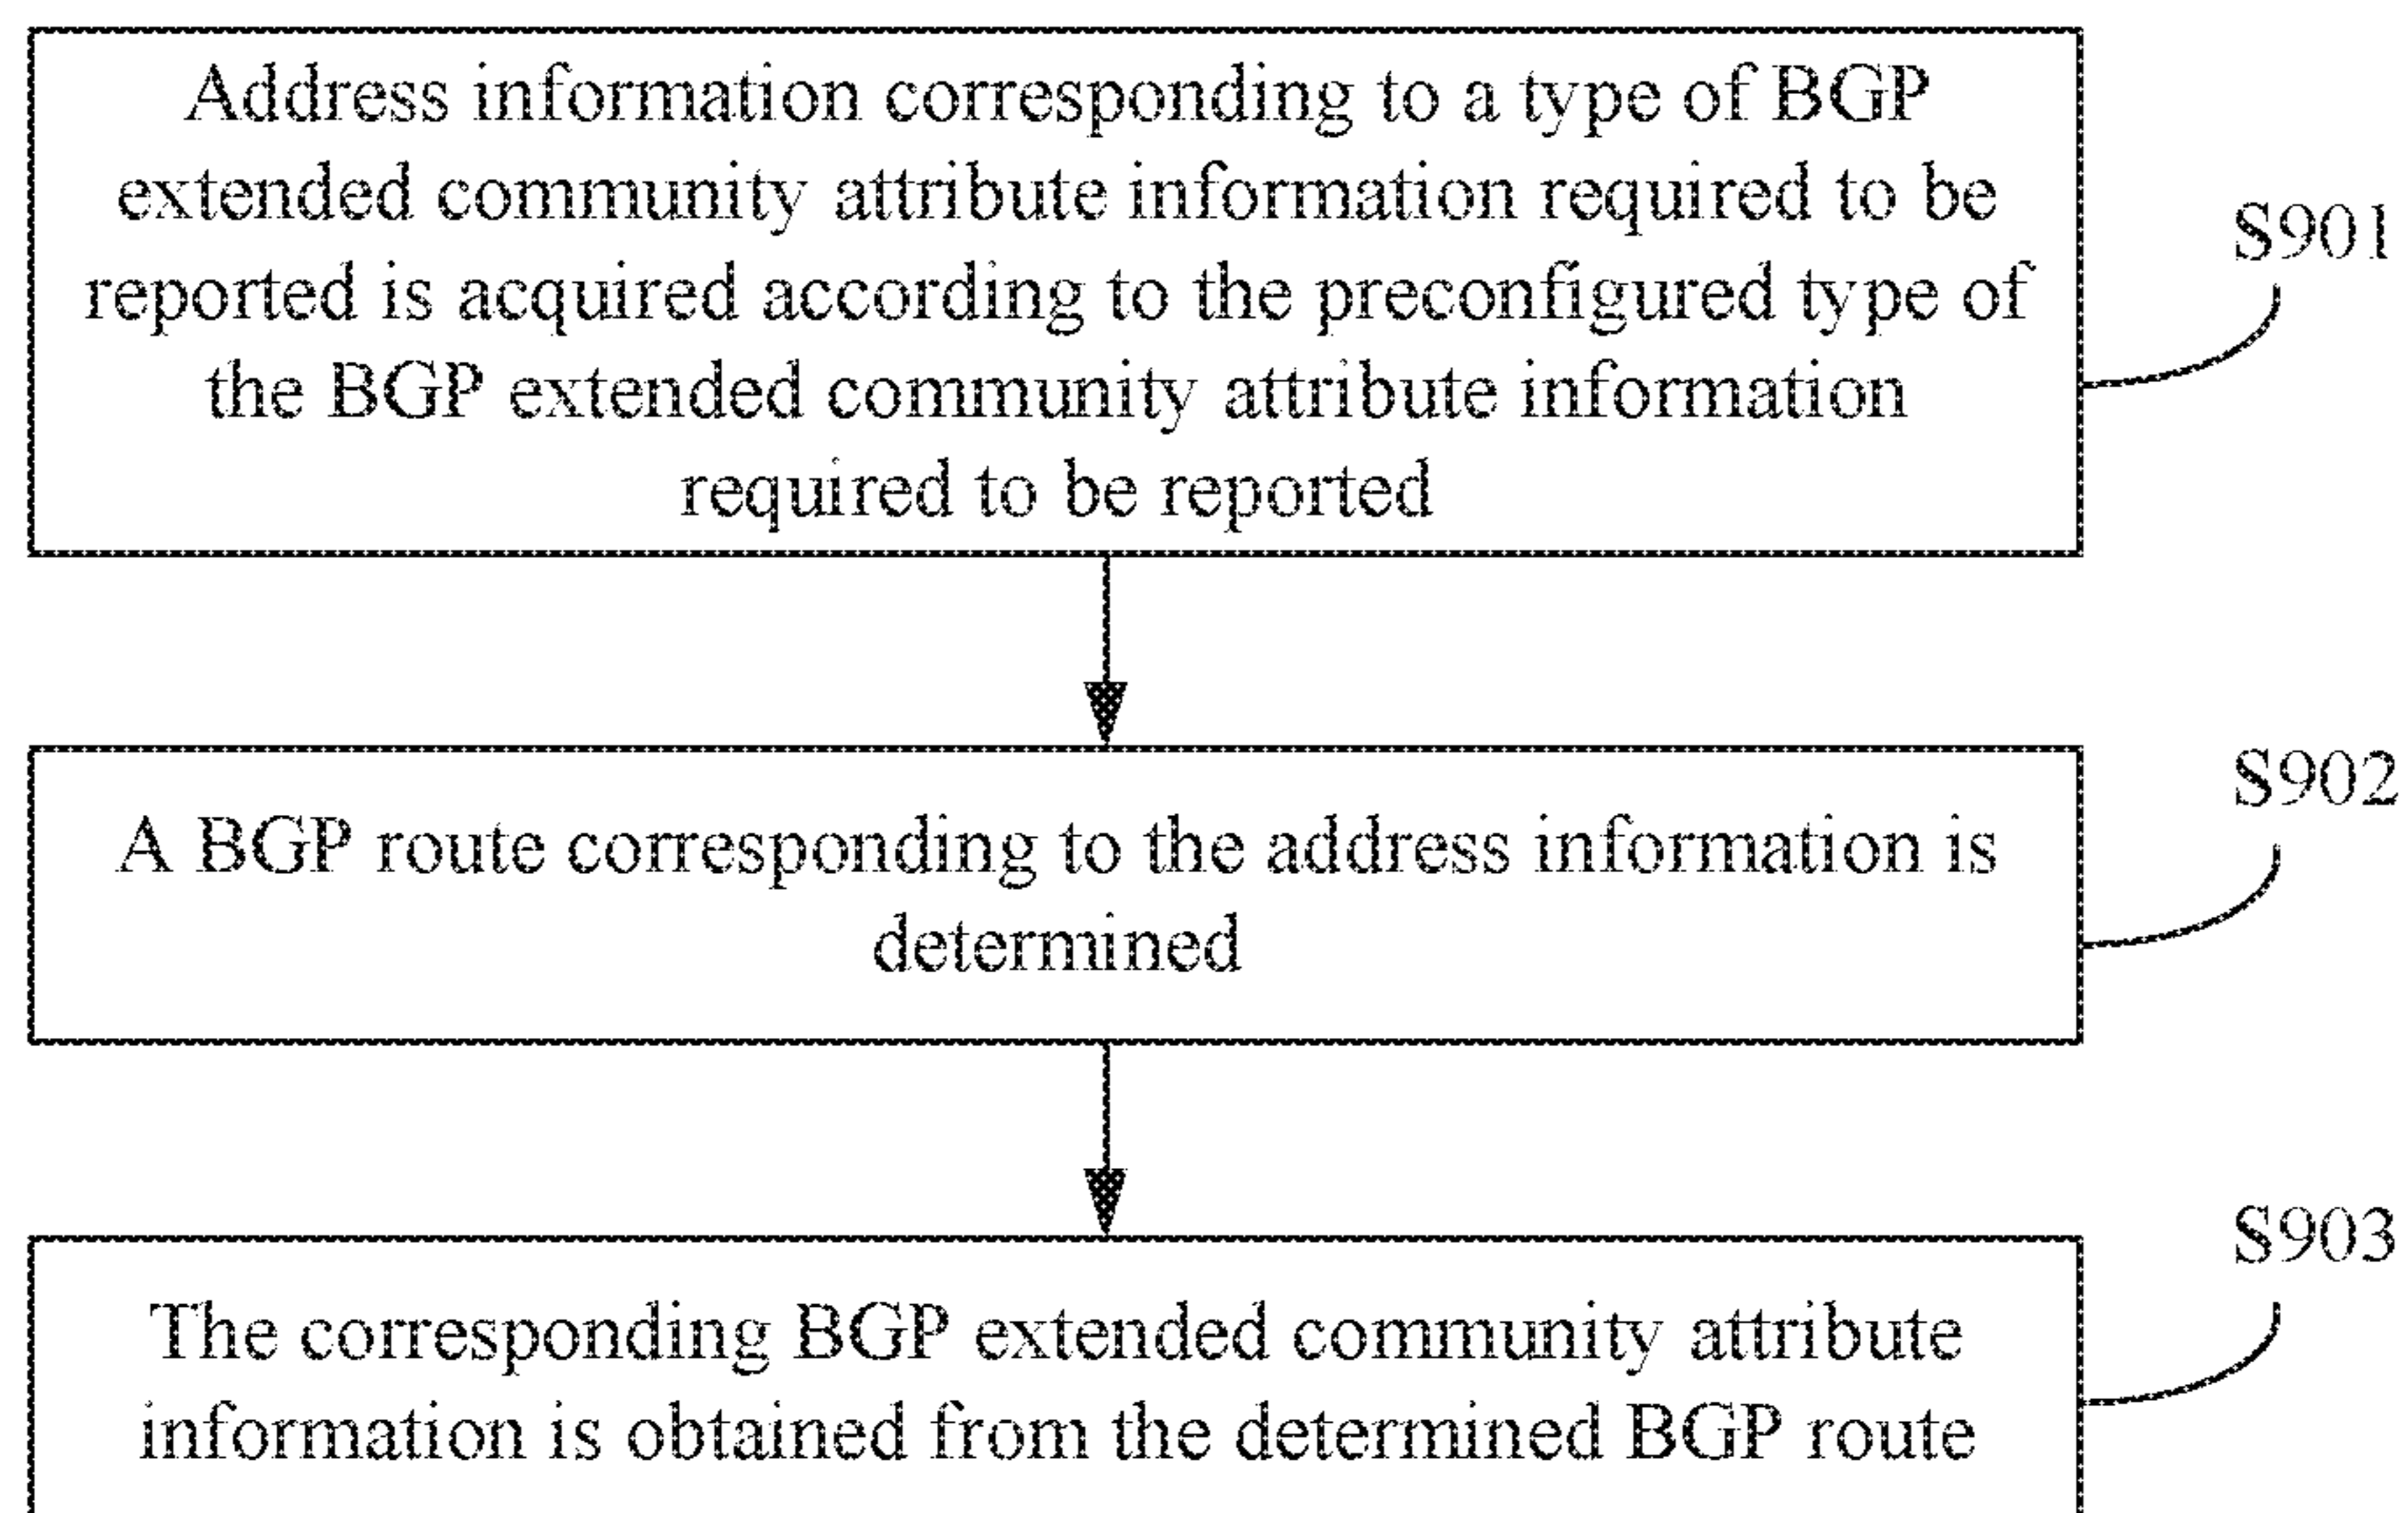 Address information corresponding to a type of BGP
extended community attribute information required to be
reported is acquired according to the preconfigured type of
the BGP extended community attribute information
required to be reported
S901
A BGP route corresponding to the address information is
determined
S902
The corresponding BGP extended community attribute
information is obtained from the determined BGP route
S903